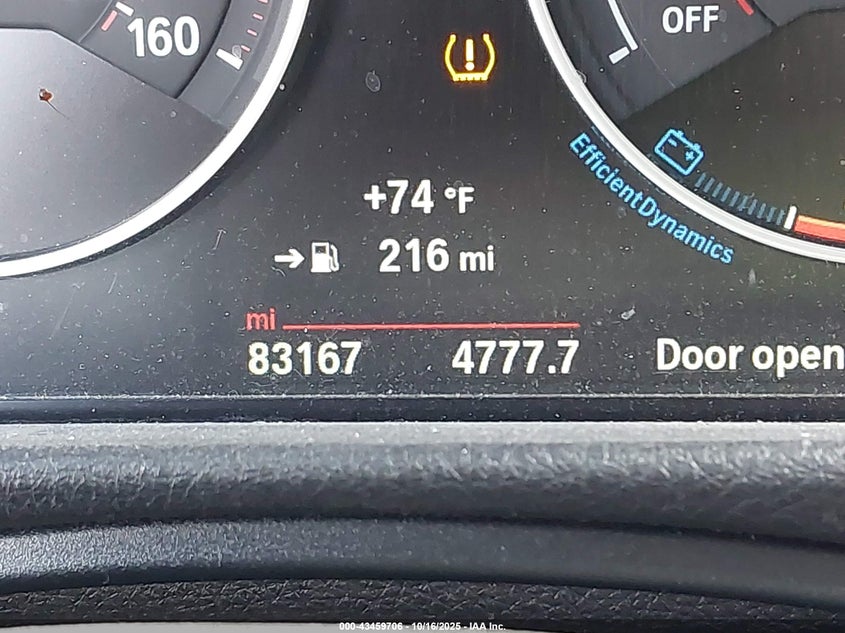 160
OFF
EfficientDynamics
+74 °F
216 mi
mi
83167 4777.7 Door open
000-43459706 - 10/16/2025 - IAA Inc.